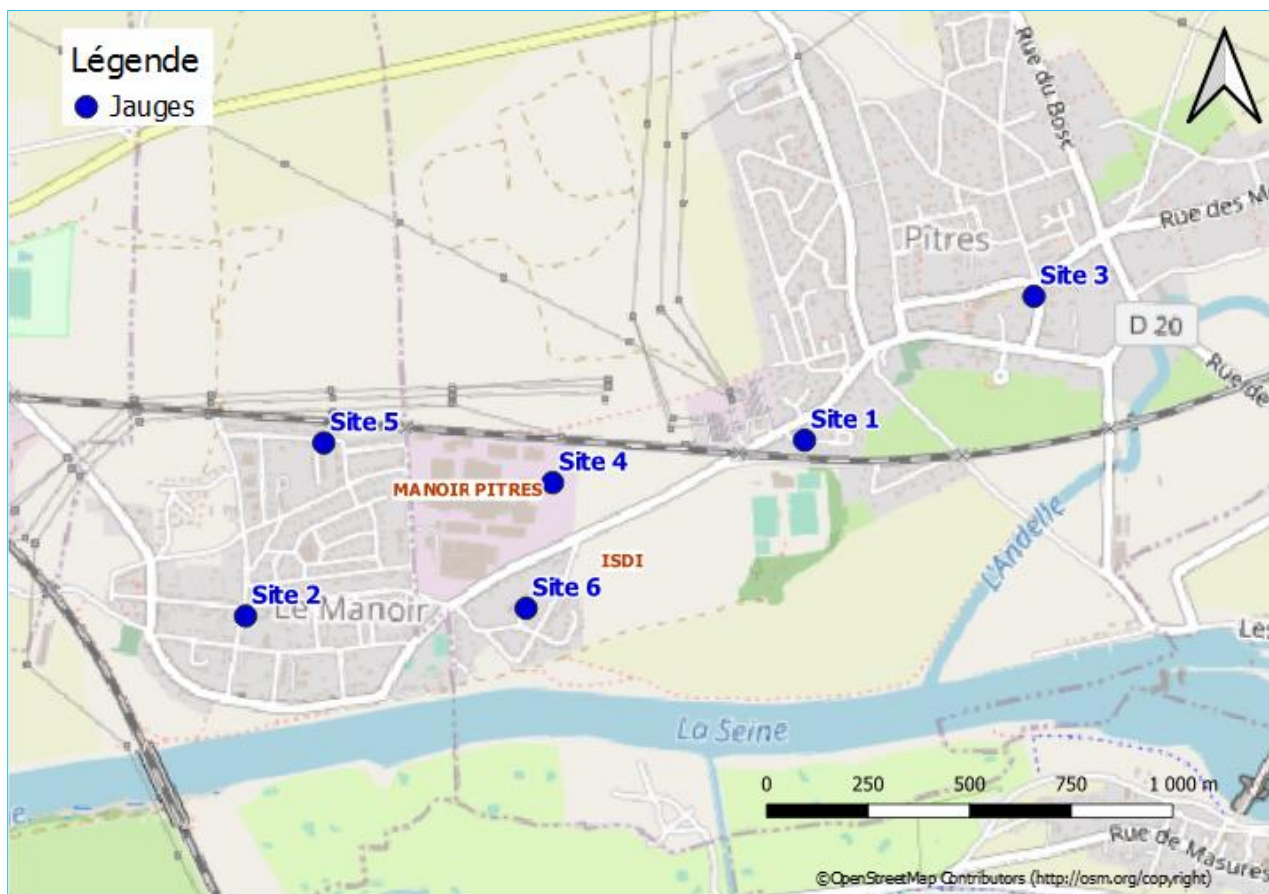 Légende
Jauges
Rue du Bosc
Rue des M
Pîtres
Site 3
D 20
Rue de
Site 1
Site 5
Site 4
MANOIR PITRES
ISDI
L'Andelle
Site 2
Le Manoir
Site 6
Les
La Seine
0 250 500 750 1 000 m
Rue de Masures
©OpenStreetMap Contributors (http://osm.org/copyright)